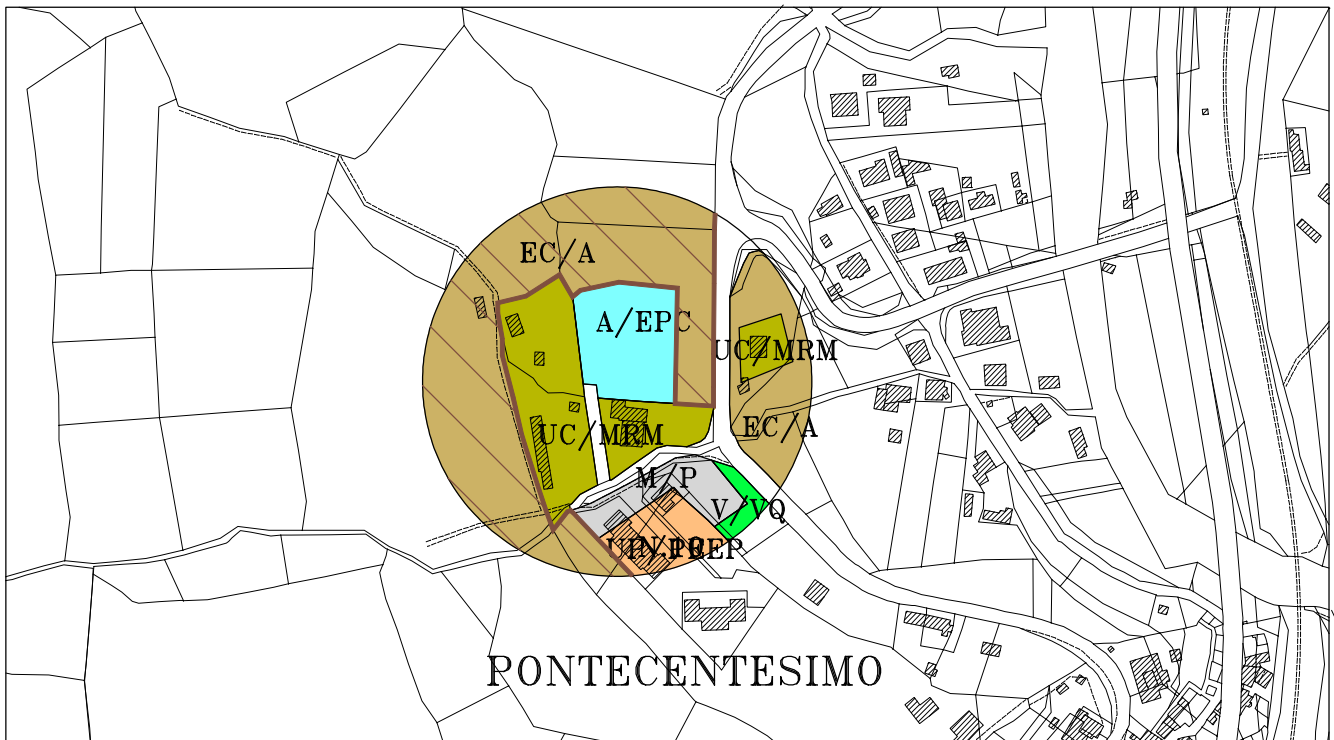 EC/A
A/EPC
UC/MRM
EC/A
UC/MRM
M/P
V/VQ
PONTECENTESIMO